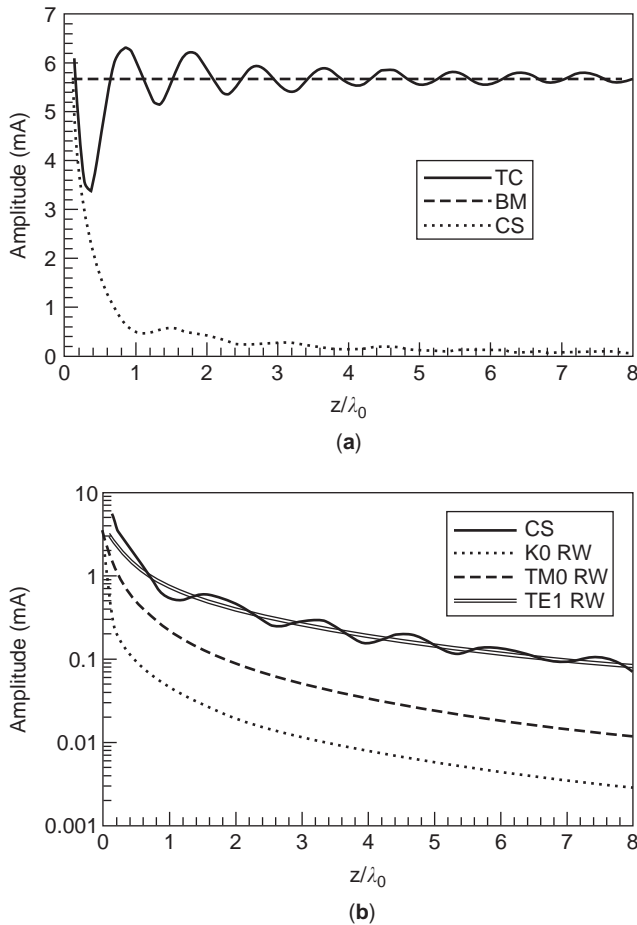 7
6
5
4
3
2
1
0
Amplitude (mA)
TC
BM
CS
0 1 2 3 4 5 6 7 8
z/λ₀
(a)
10
1
0.1
0.01
0.001
Amplitude (mA)
CS
K0 RW
TM0 RW
TE1 RW
0 1 2 3 4 5 6 7 8
z/λ₀
(b)